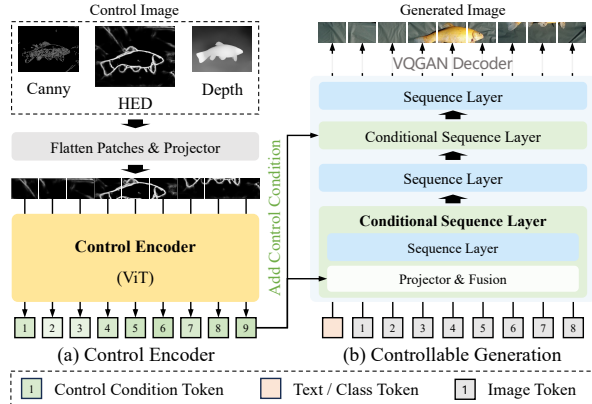 Control Image
Canny
HED
Depth
Flatten Patches & Projector
Control Encoder
(ViT)
1 2 3 4 5 6 7 8 9
(a) Control Encoder
Add Control Condition
Generated Image
VQGAN Decoder
Sequence Layer
Conditional Sequence Layer
Sequence Layer
Conditional Sequence Layer
Sequence Layer
Projector & Fusion
1 2 3 4 5 6 7 8
(b) Controllable Generation
1 Control Condition Token
Text / Class Token
1 Image Token